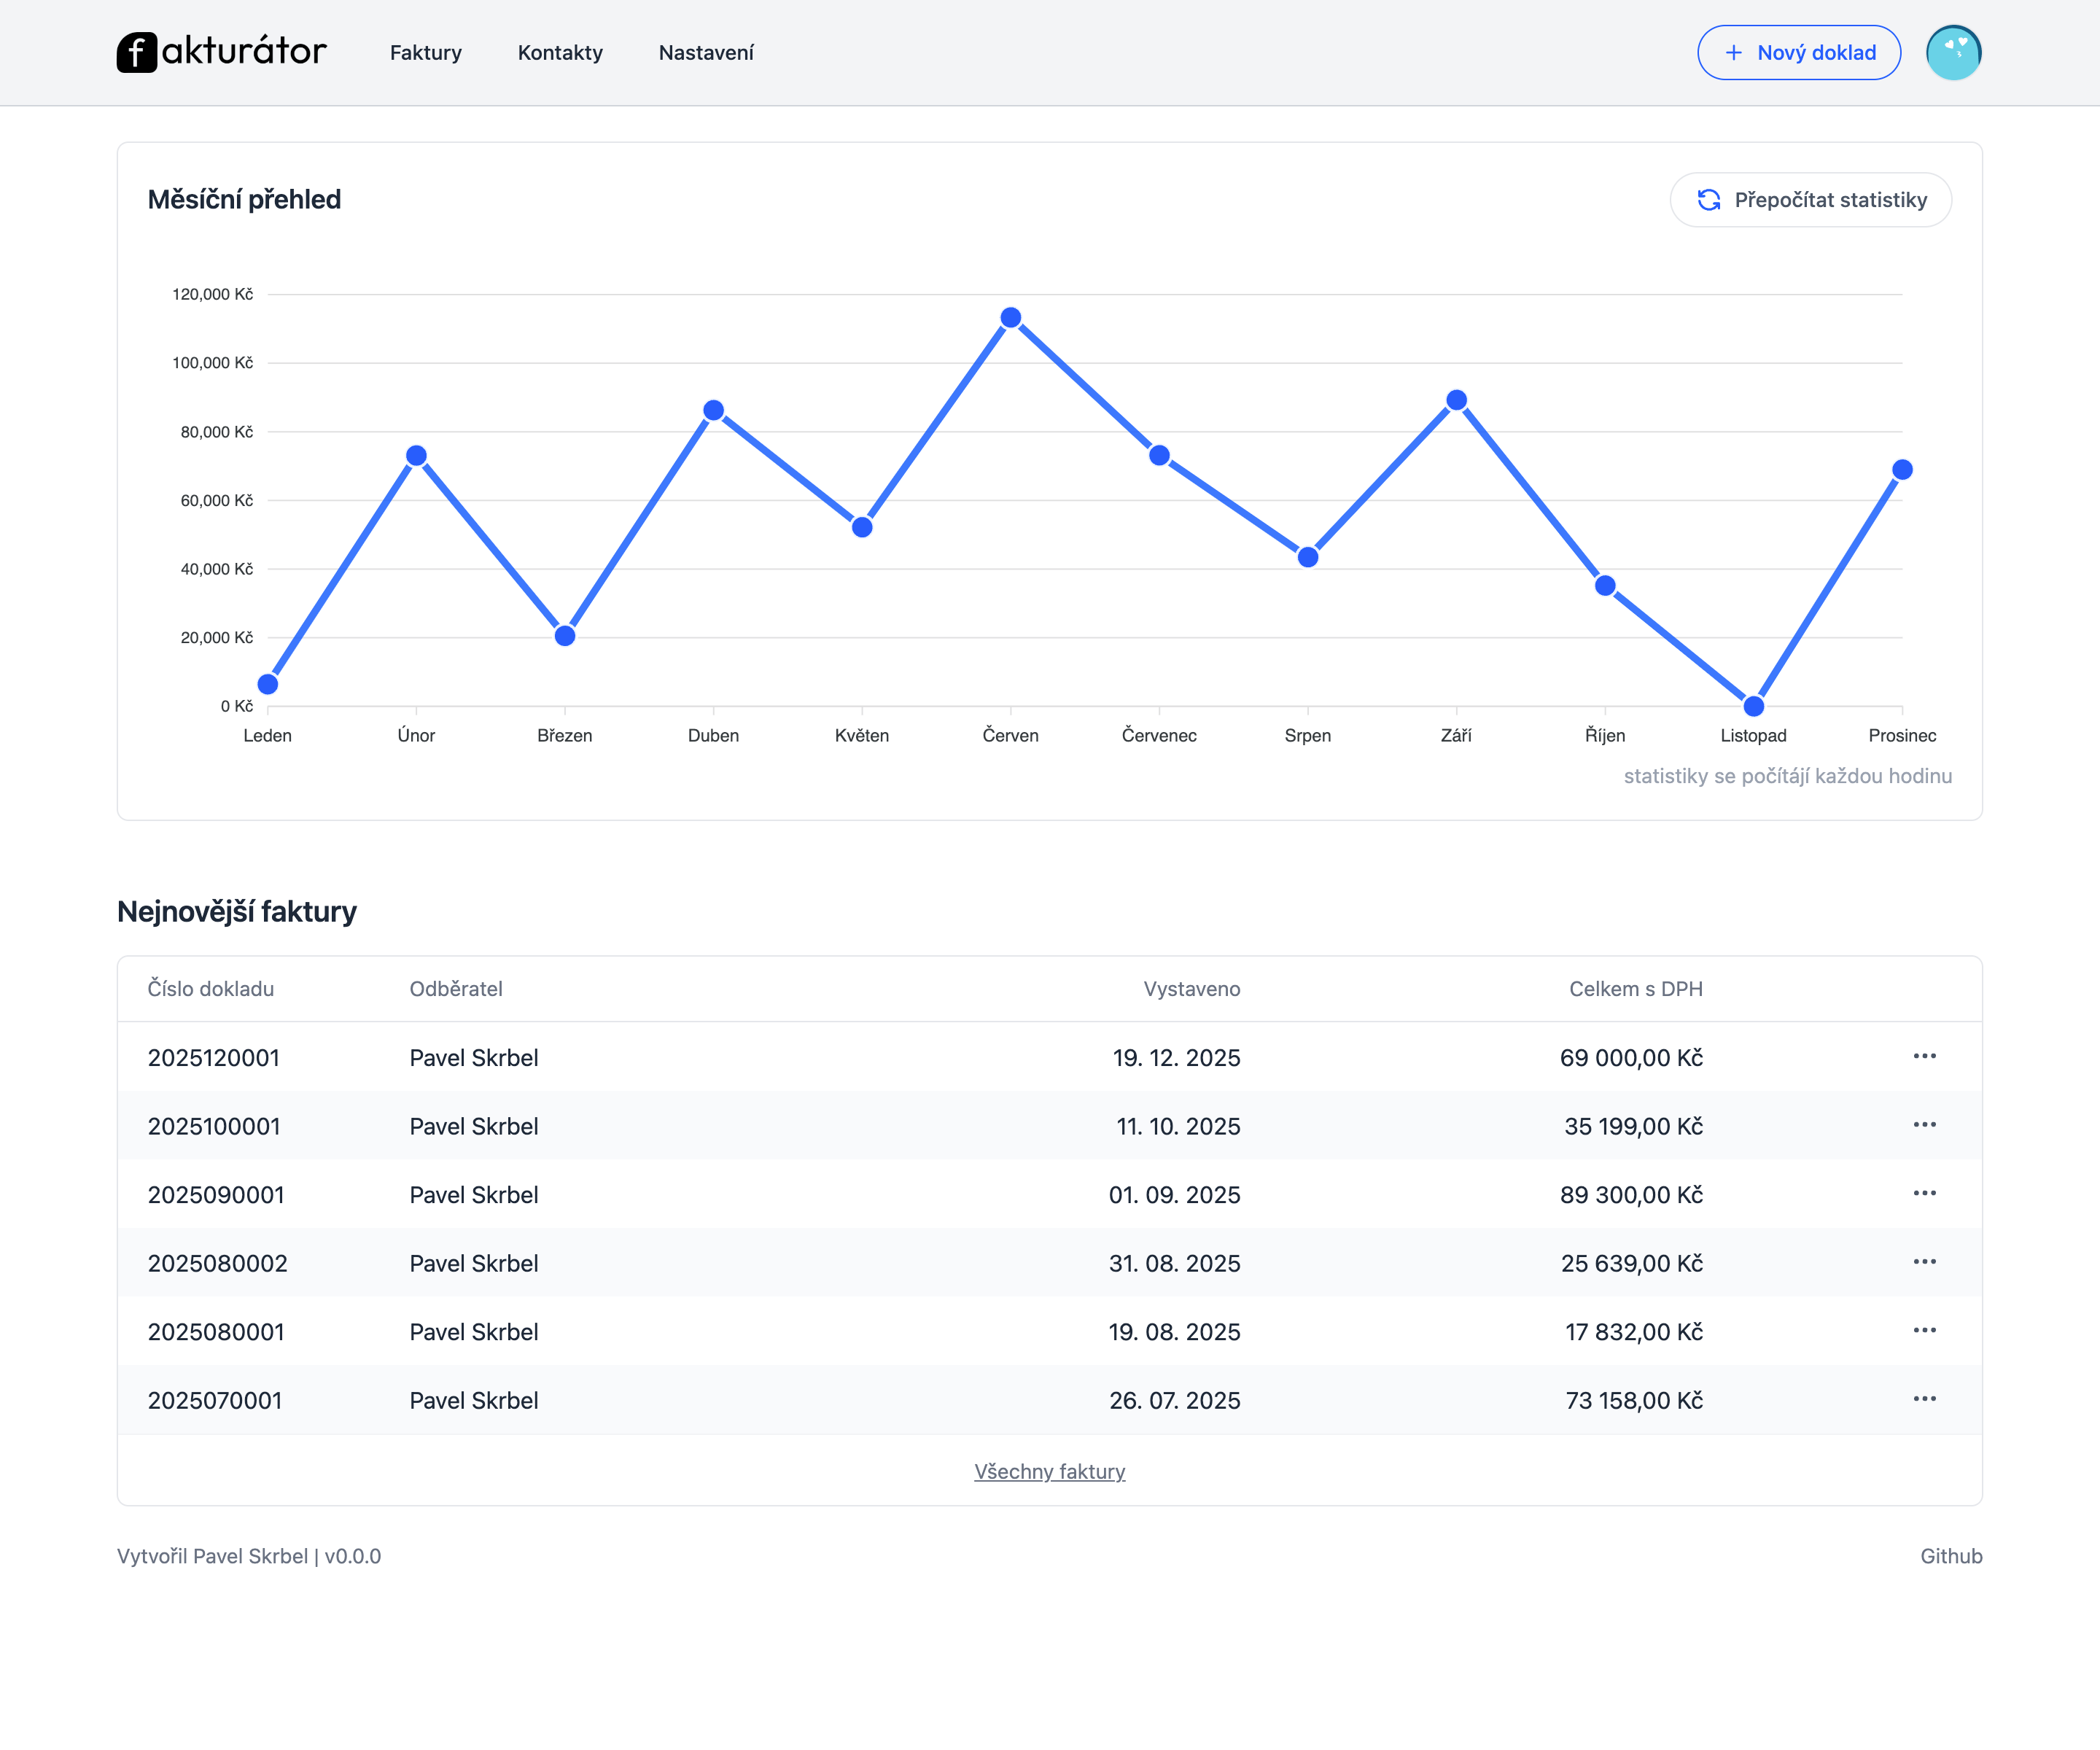 fakturátor Faktury Kontakty Nastavení + Nový doklad
Měsíční přehled Přepočítat statistiky
120,000 Kč
100,000 Kč
80,000 Kč
60,000 Kč
40,000 Kč
20,000 Kč
0 Kč
Leden Únor Březen Duben Květen Červen Červenec Srpen Září Říjen Listopad Prosinec
statistiky se počítájí každou hodinu
Nejnovější faktury
Číslo dokladu Odběratel Vystaveno Celkem s DPH
2025120001 Pavel Skrbel 19. 12. 2025 69 000,00 Kč
2025100001 Pavel Skrbel 11. 10. 2025 35 199,00 Kč
2025090001 Pavel Skrbel 01. 09. 2025 89 300,00 Kč
2025080002 Pavel Skrbel 31. 08. 2025 25 639,00 Kč
2025080001 Pavel Skrbel 19. 08. 2025 17 832,00 Kč
2025070001 Pavel Skrbel 26. 07. 2025 73 158,00 Kč
Všechny faktury
Vytvořil Pavel Skrbel | v0.0.0 Github